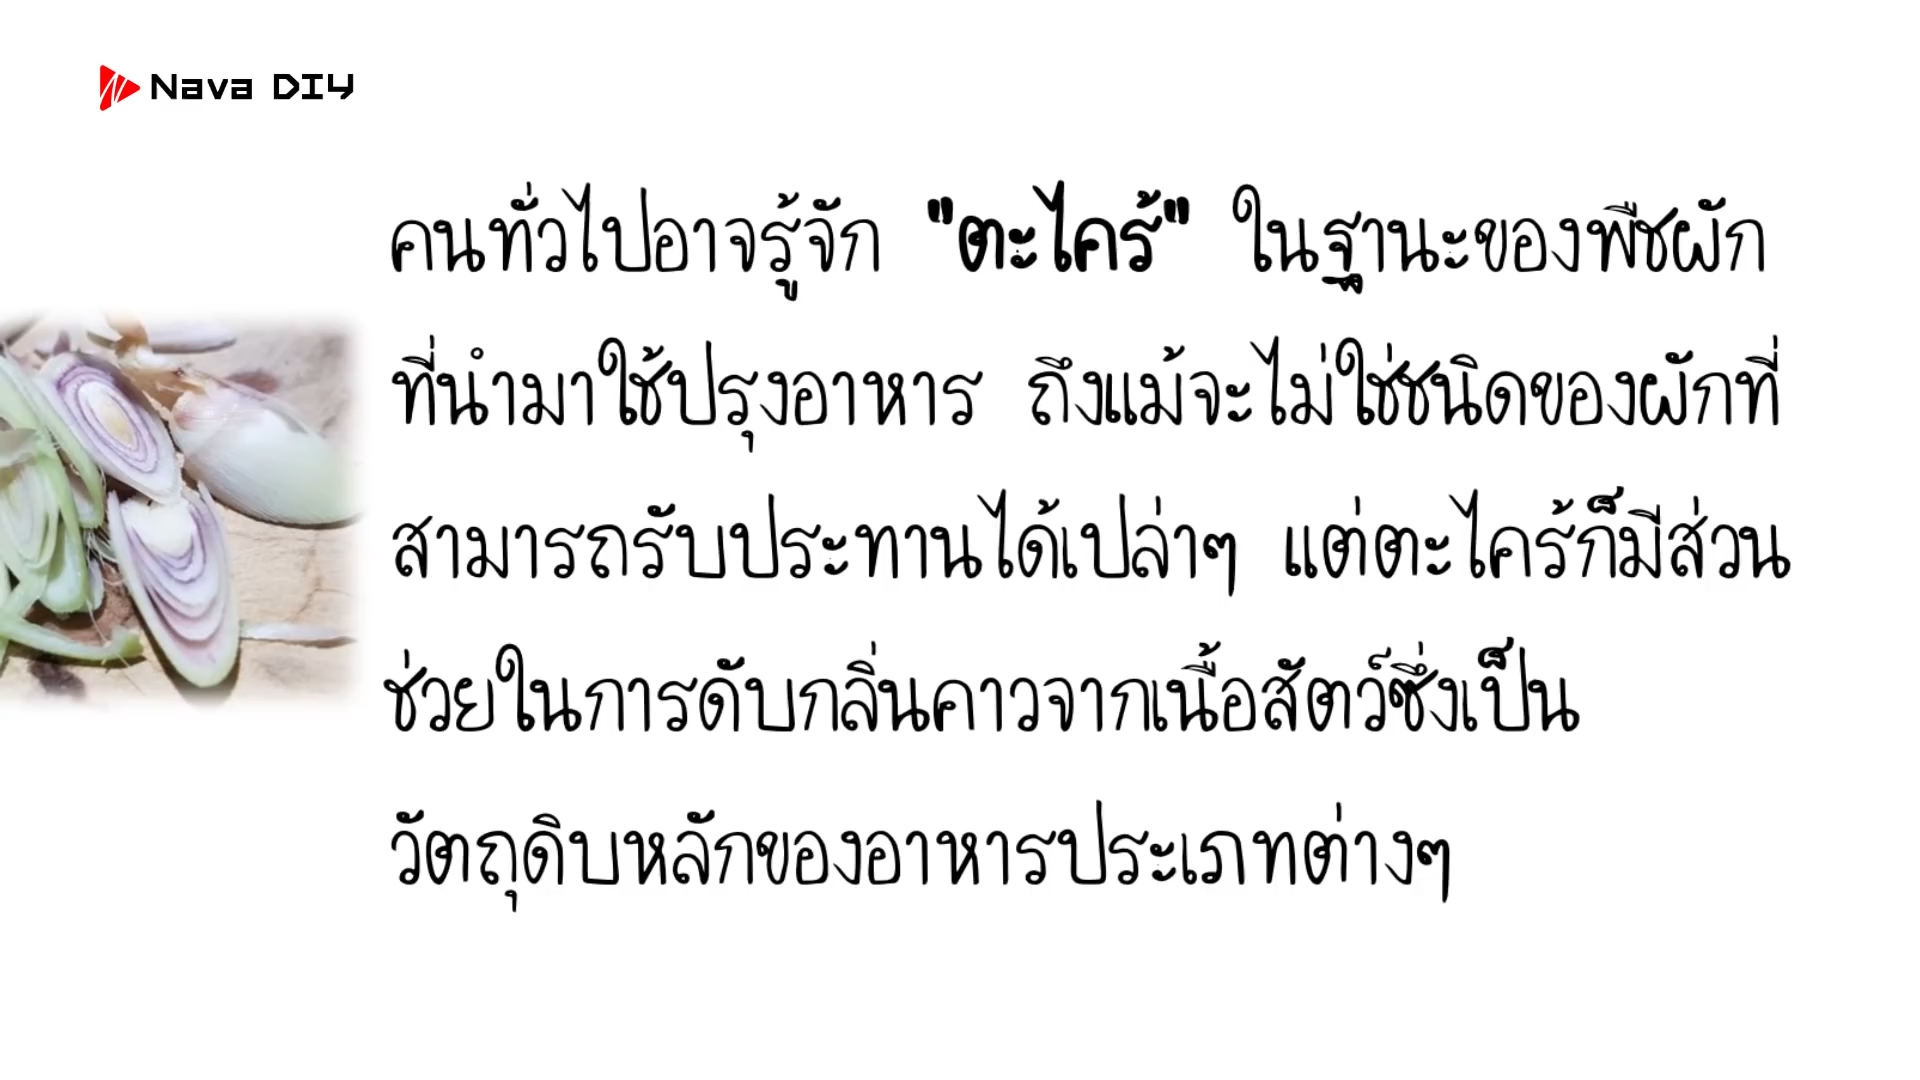 Nava DIY
คนทั่วไปอาจรู้จัก "ตะไคร้" ในฐานะของพืชผัก
ที่นำมาใช้ปรุงอาหาร ถึงแม้จะไม่ใช่ชนิดของผักที่
สามารถรับประทานได้เปล่าๆ แต่ตะไคร้ก็มีส่วน
ช่วยในการดับกลิ่นคาวจากเนื้อสัตว์ซึ่งเป็น
วัตถุดิบหลักของอาหารประเภทต่างๆ